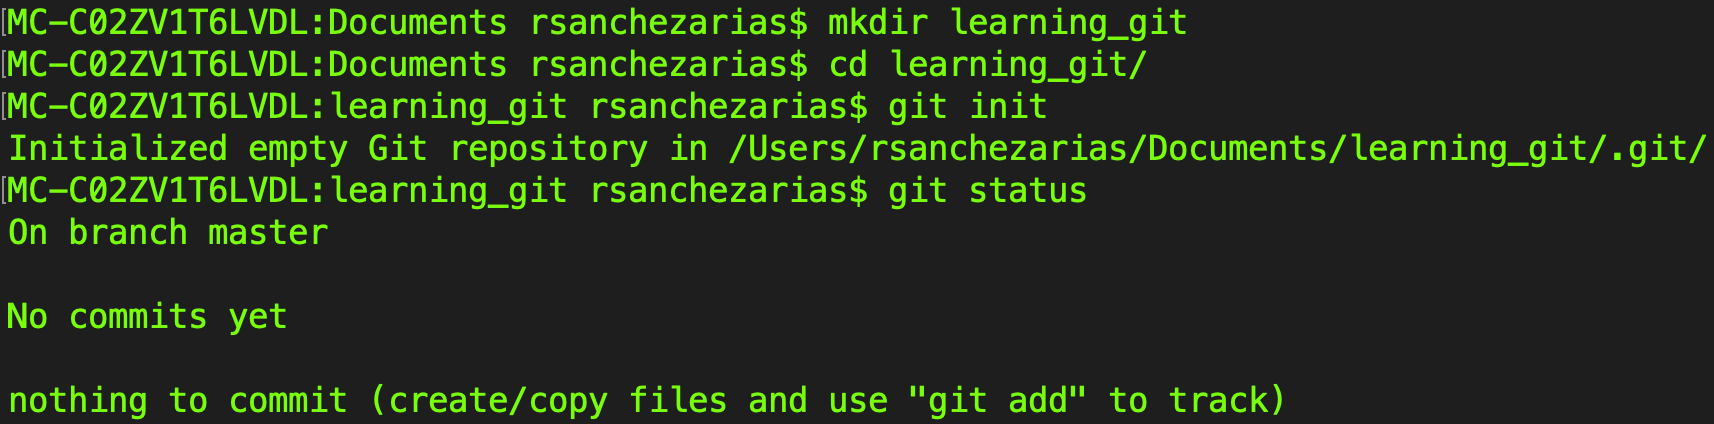 MC-C02ZV1T6LVDL:Documents rsanchezarias$ mkdir learning_git
MC-C02ZV1T6LVDL:Documents rsanchezarias$ cd learning_git/
MC-C02ZV1T6LVDL:learning_git rsanchezarias$ git init
Initialized empty Git repository in /Users/rsanchezarias/Documents/learning_git/.git/
MC-C02ZV1T6LVDL:learning_git rsanchezarias$ git status
On branch master
No commits yet
nothing to commit (create/copy files and use "git add" to track)